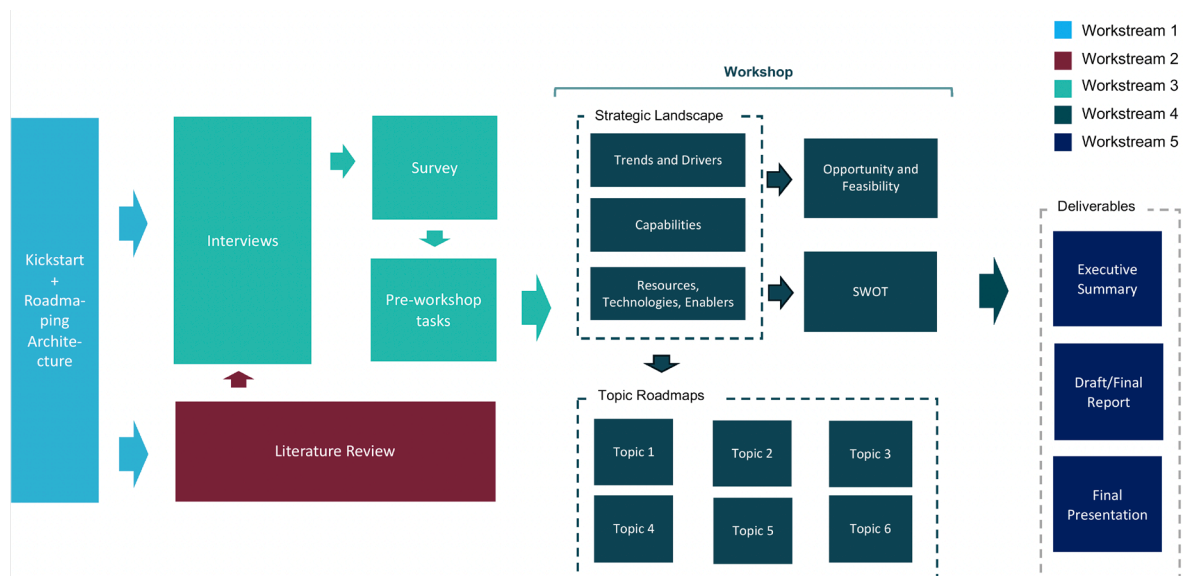 Workstream 1
Workstream 2
Workstream 3
Workstream 4
Workstream 5
Workshop
Kickstart
+
Roadma-
ping
Archite-
cture
Interviews
Survey
Pre-workshop
tasks
Literature Review
Strategic Landscape
Trends and Drivers
Capabilities
Resources,
Technologies, Enablers
Opportunity and
Feasibility
SWOT
Topic Roadmaps
Topic 1
Topic 2
Topic 3
Topic 4
Topic 5
Topic 6
Deliverables
Executive
Summary
Draft/Final
Report
Final
Presentation